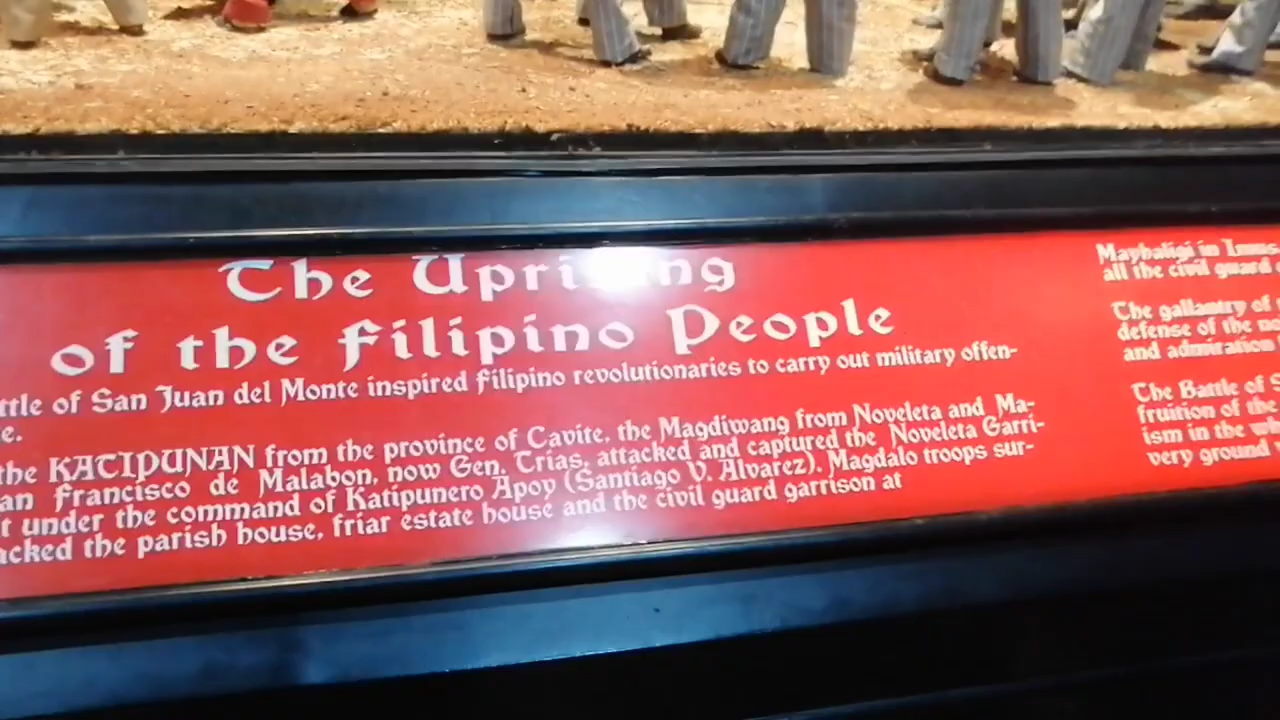 The Uprising
of the Filipino People
ttle of San Juan del Monte inspired Filipino revolutionaries to carry out military offen-
e.
the KATIPUNAN from the province of Cavite, the Magdiwang from Noveleta and Ma-
an Francisco de Malabon, now Gen. Trias, attacked and captured the Noveleta Garri-
t under the command of Katipunero Apoy (Santiago V. Alvarez). Magdalo troops sur-
acked the parish house, friar estate house and the civil guard garrison at
Maybaligi in Imus
all the civil guard
The gallantry of
defense of the
and admiration
The Battle of S
fruition of the
ism in the
very ground